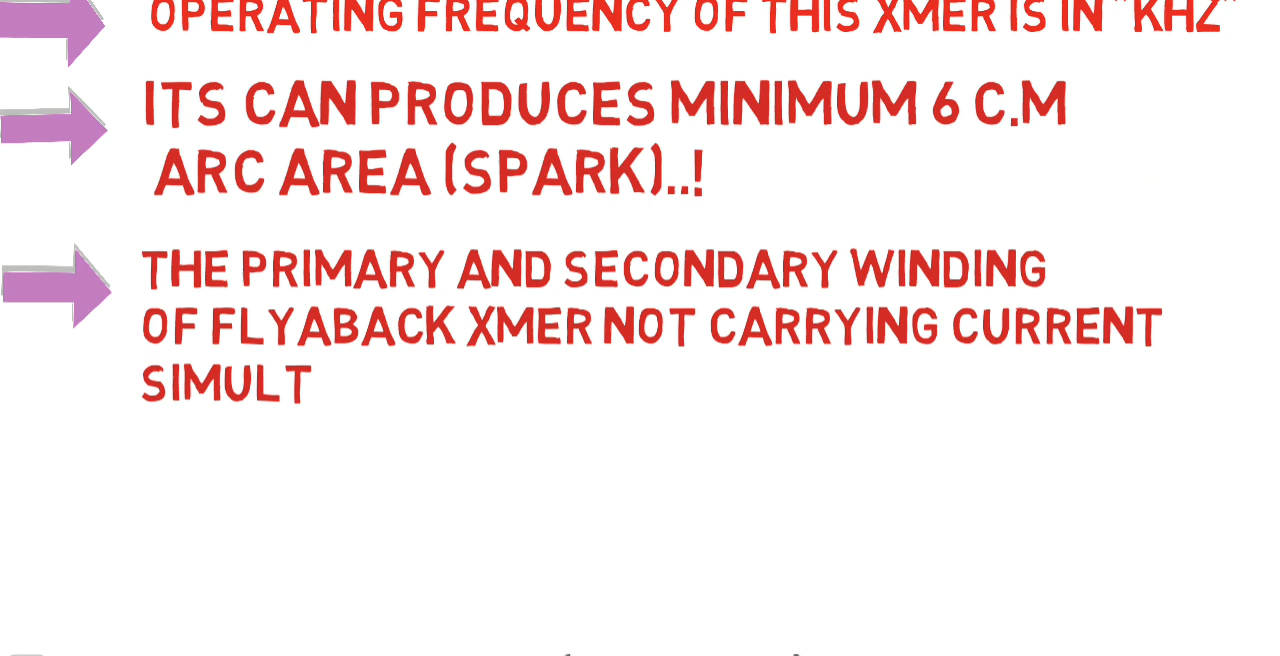 OPERATING FREQUENCY OF THIS XMER IS IN "KHZ"
ITS CAN PRODUCES MINIMUM 6 C.M
ARC AREA (SPARK)..!
THE PRIMARY AND SECONDARY WINDING
OF FLYABACK XMER NOT CARRYING CURRENT
SIMULT